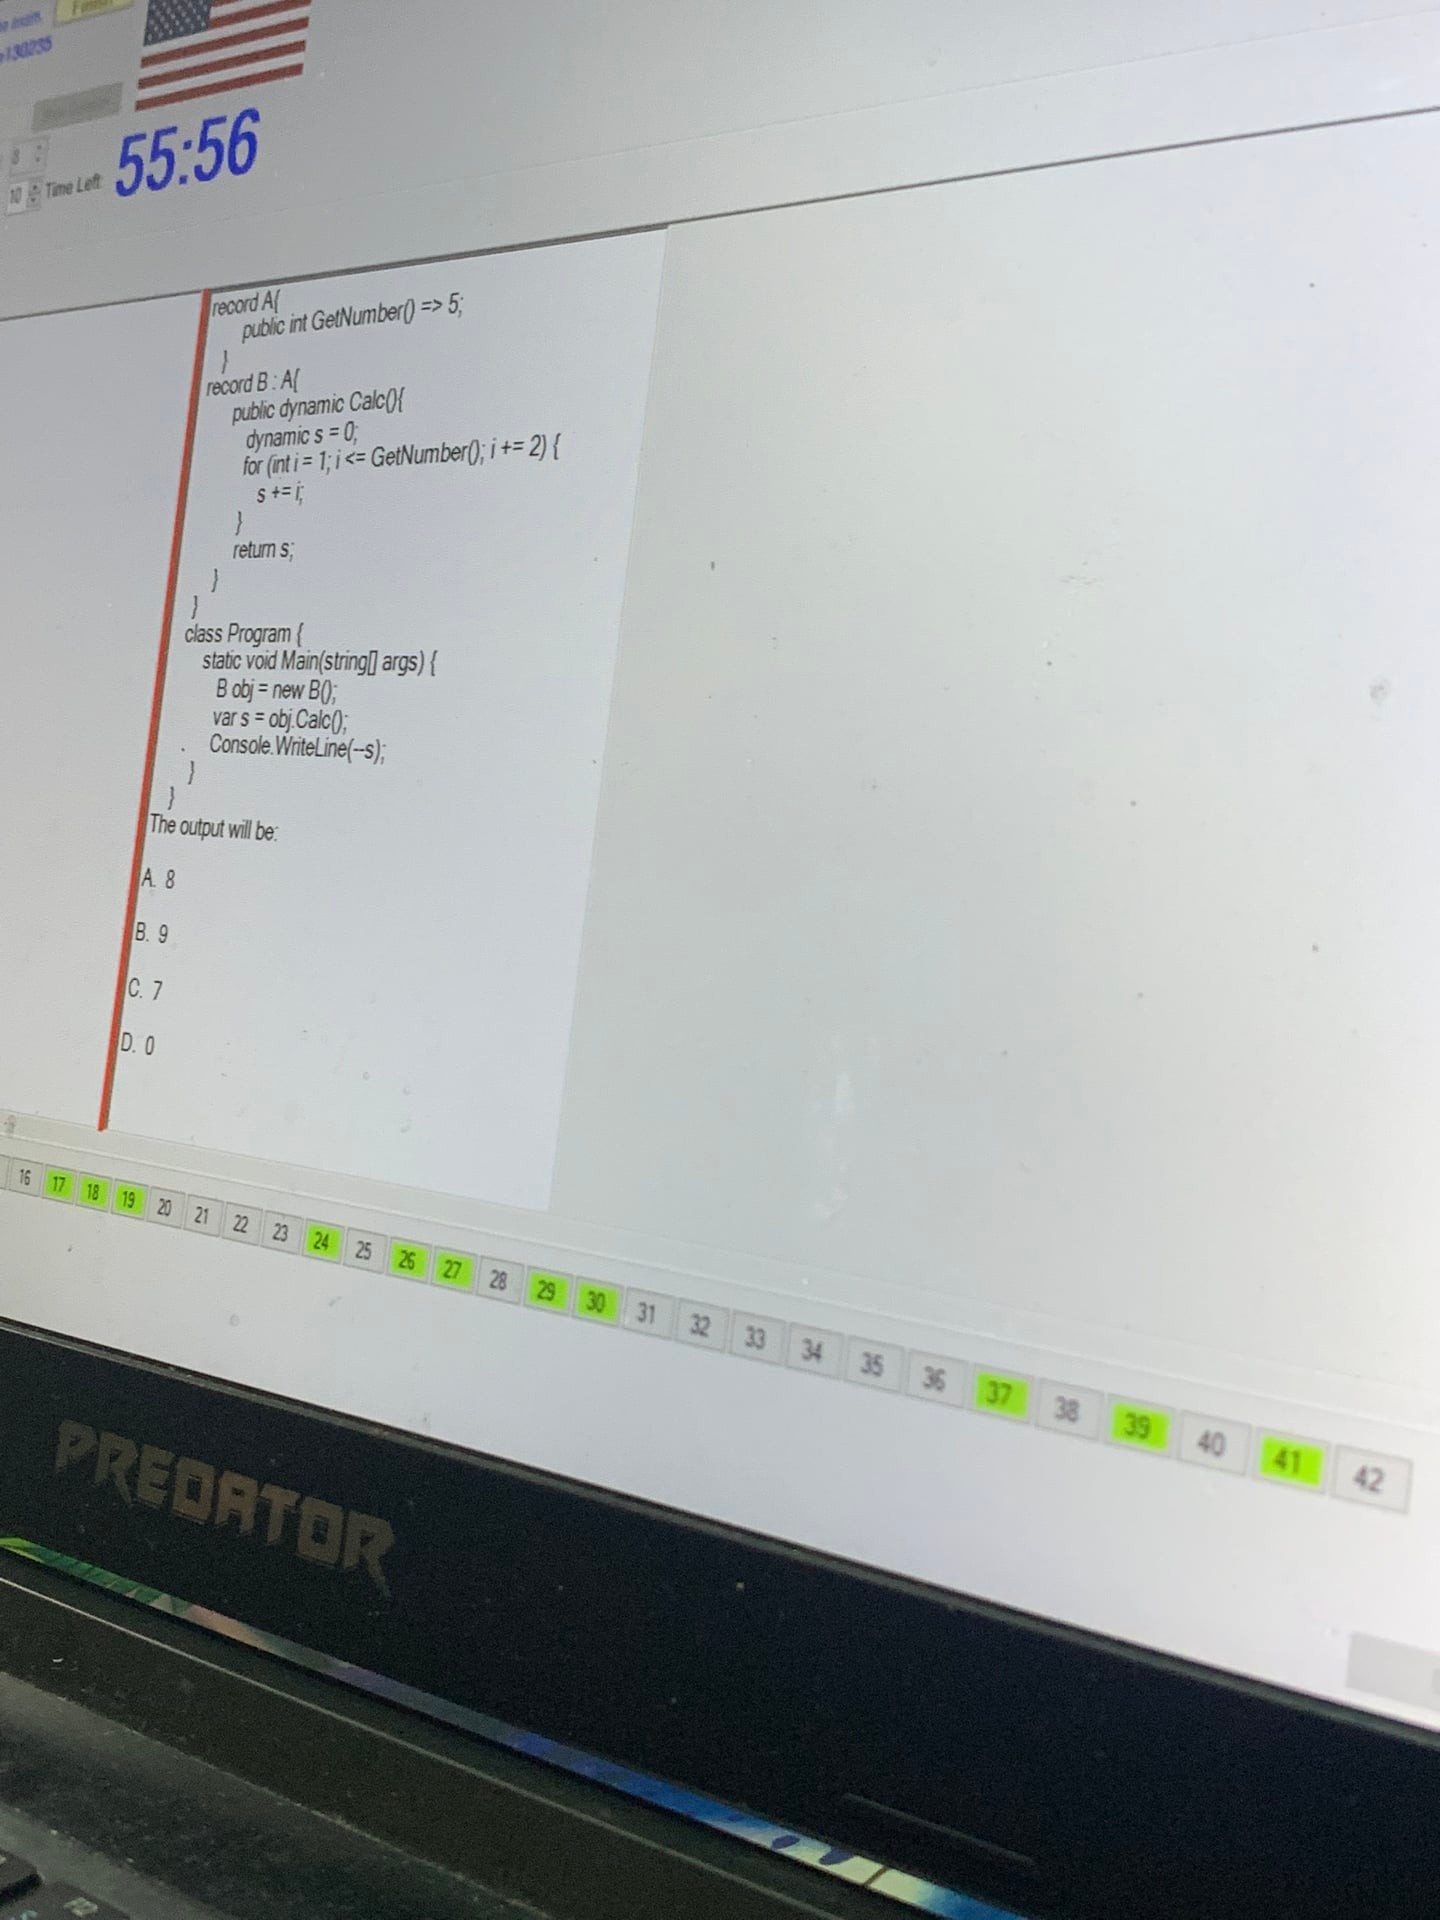 130235
Time Left
55:56
8
10
record A{
public int GetNumber() => 5;
}
record B : A{
public dynamic Calc(){
dynamic s = 0;
for (int i = 1; i <= GetNumber(); i += 2) {
s += i;
}
return s;
}
}
class Program {
static void Main(string[] args) {
B obj = new B();
var s = obj.Calc();
Console.WriteLine(--s);
}
}
The output will be:
A. 8
B. 9
C. 7
D. 0
16 17 18 19 20 21 22 23 24 25 26 27 28 29 30 31 32 33 34 35 36 37 38 39 40 41 42
PREDATOR